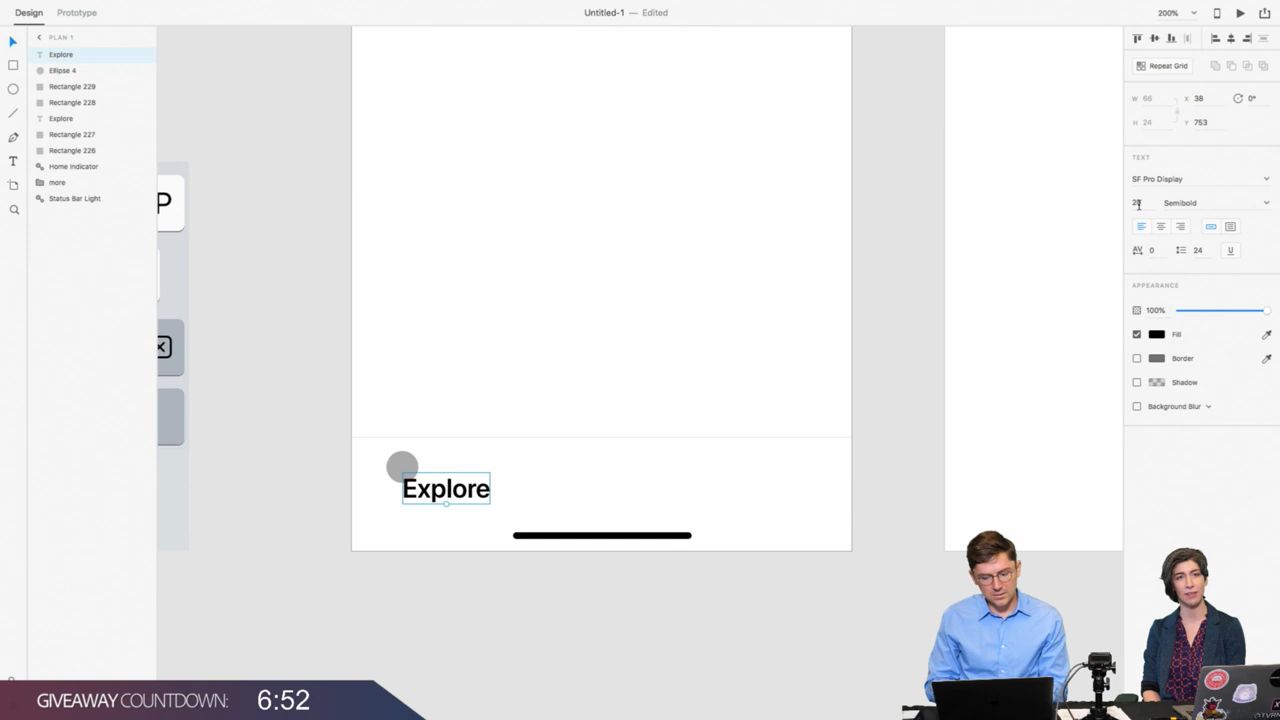 Design Prototype Untitled-1 — Edited 200%
PLAN 1
Explore
Ellipse 4
Rectangle 229
Rectangle 228
Explore
Rectangle 227
Rectangle 226
Home Indicator
more
Status Bar Light
P
Explore
Repeat Grid
W 66 X 38 0°
H 24 Y 753
TEXT
SF Pro Display
Semibold
AV 0 24 U
APPEARANCE
100%
Fill
Border
Shadow
Background Blur
GIVEAWAY COUNTDOWN: 6:52